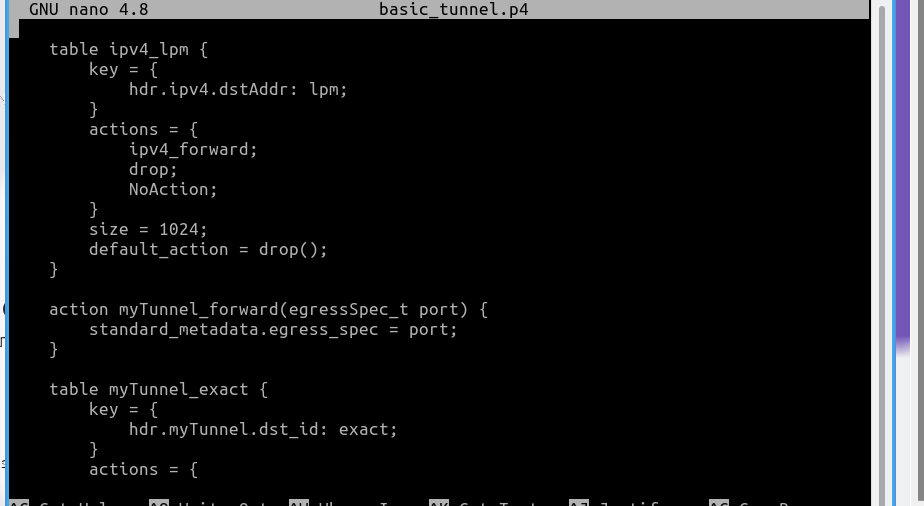 GNU nano 4.8 basic_tunnel.p4
table ipv4_lpm {
key = {
hdr.ipv4.dstAddr: lpm;
}
actions = {
ipv4_forward;
drop;
NoAction;
}
size = 1024;
default_action = drop();
}
action myTunnel_forward(egressSpec_t port) {
standard_metadata.egress_spec = port;
}
table myTunnel_exact {
key = {
hdr.myTunnel.dst_id: exact;
}
actions = {